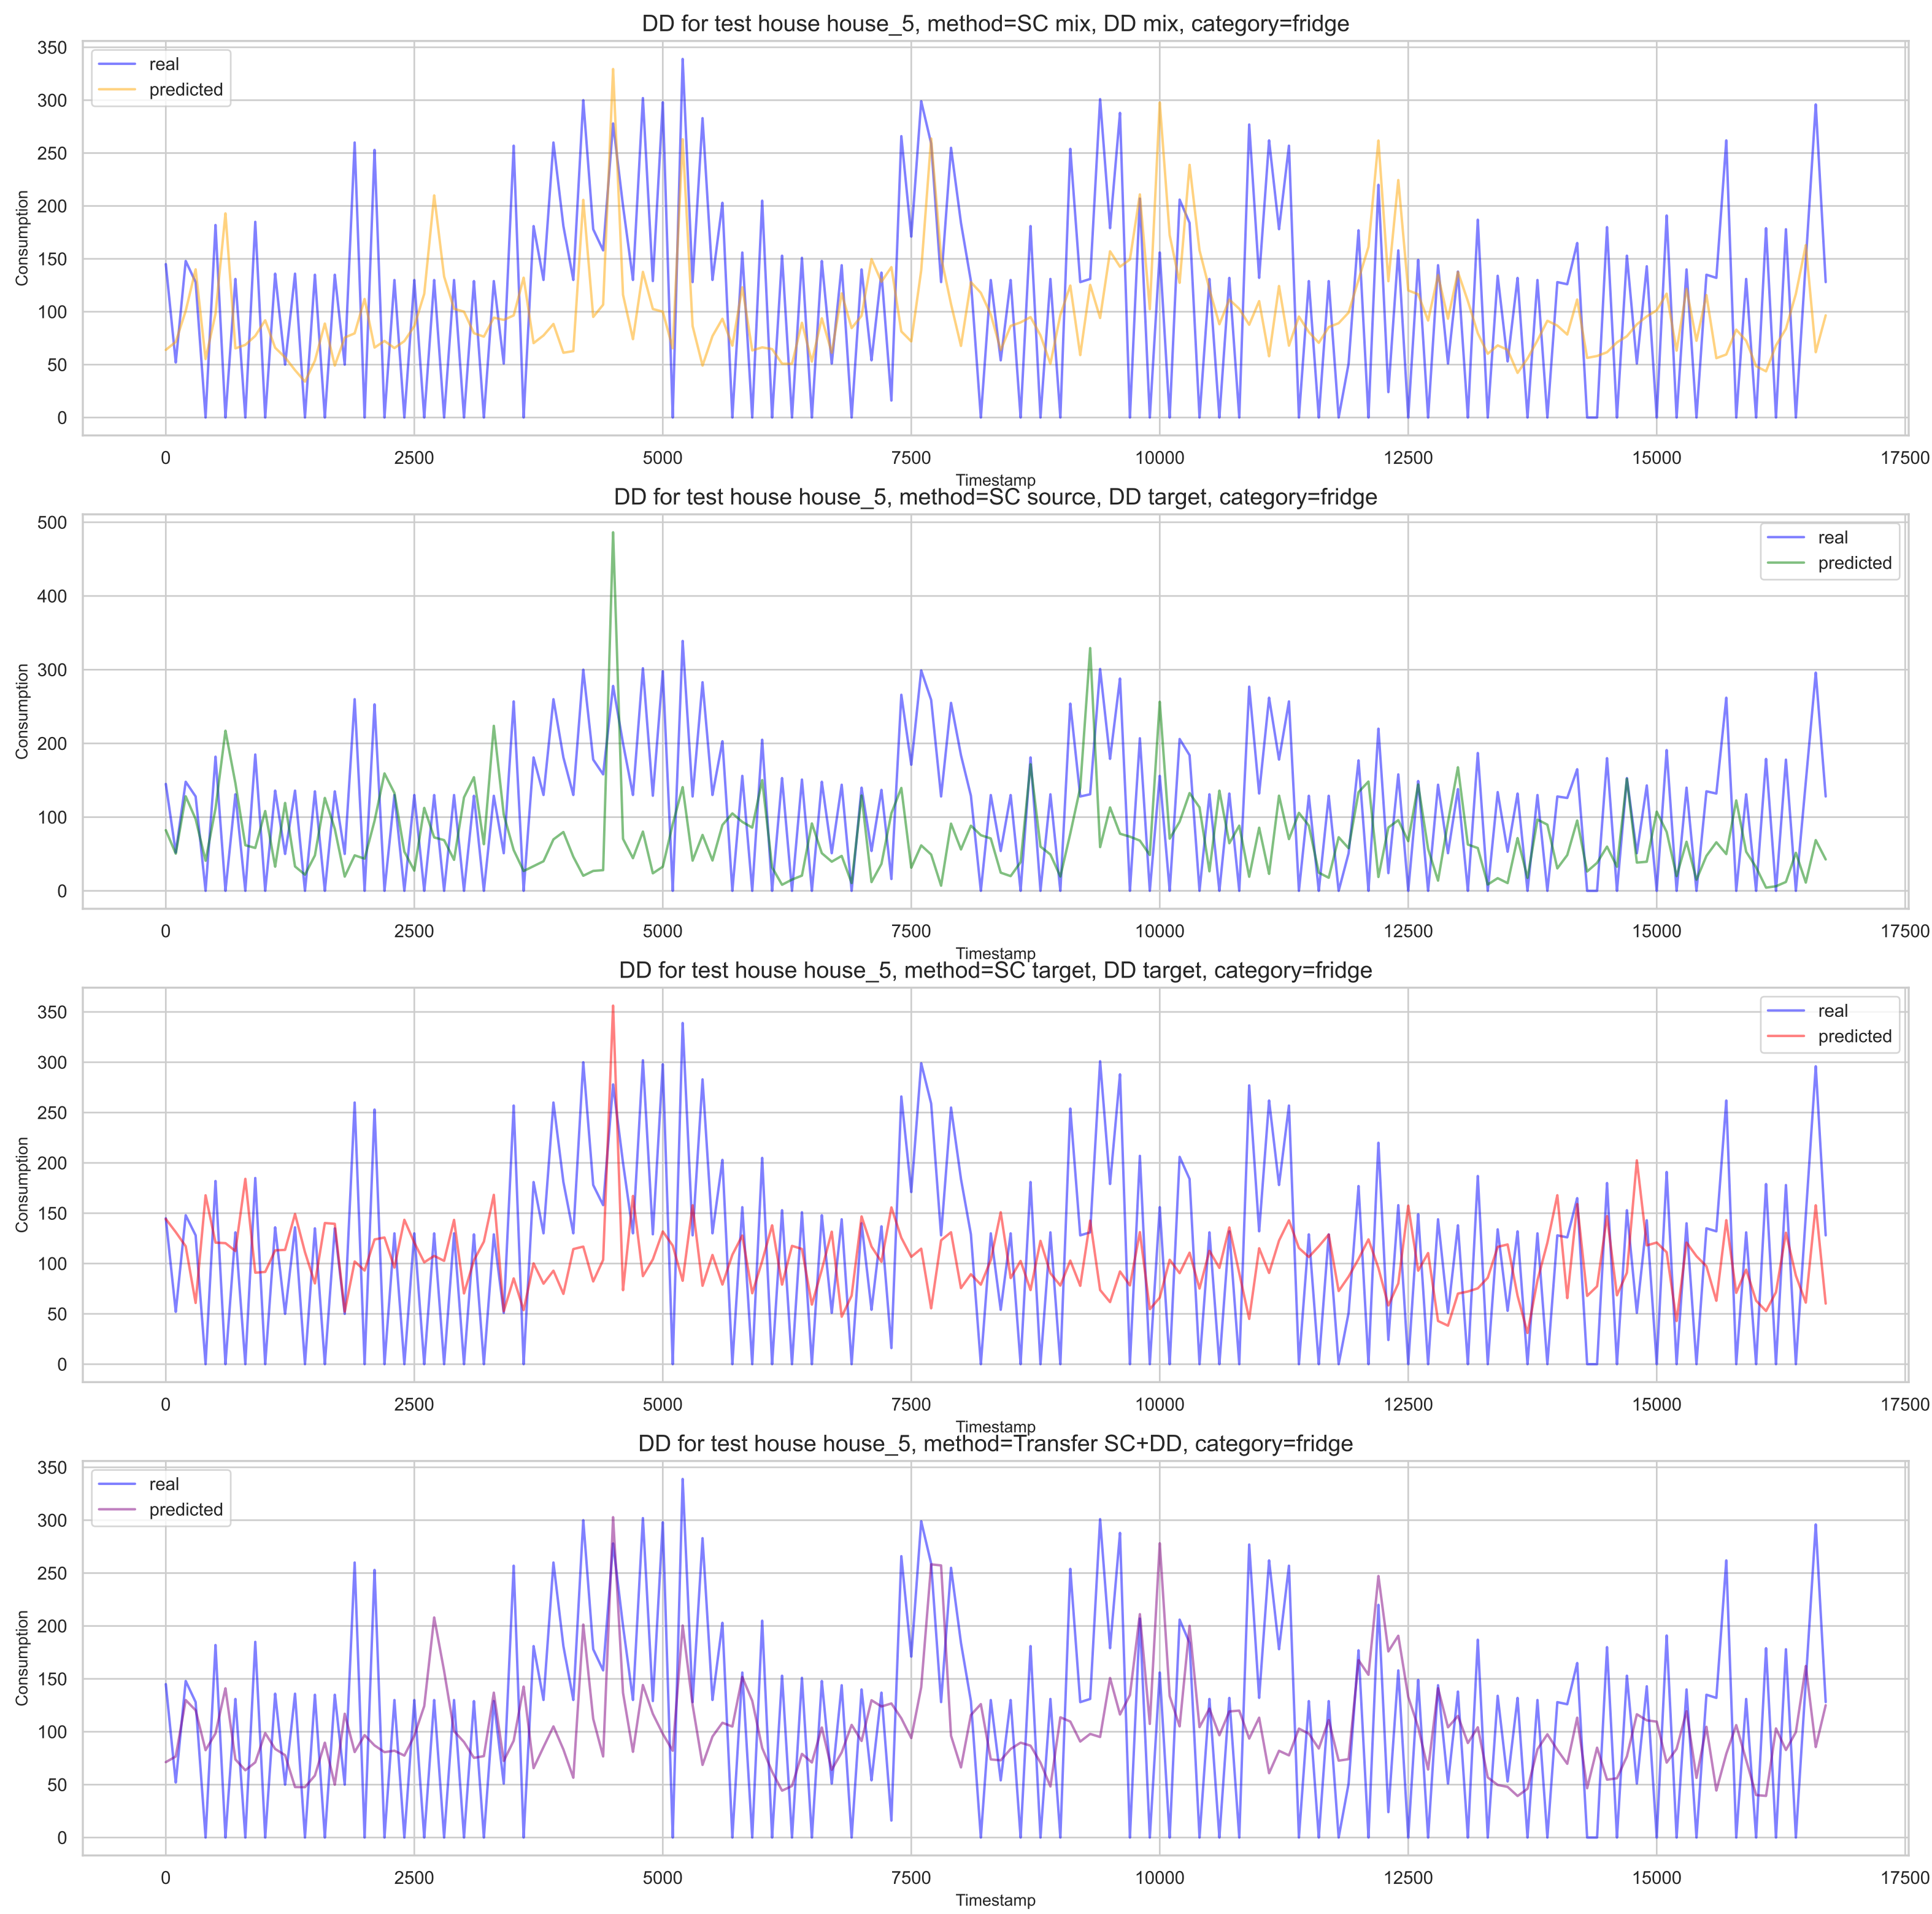 DD for test house house_5, method=SC mix, DD mix, category=fridge
350
300
250
200
150
100
50
0
Consumption
real
predicted
0 2500 5000 7500 10000 12500 15000 17500
Timestamp
DD for test house house_5, method=SC source, DD target, category=fridge
500
400
300
200
100
0
Consumption
real
predicted
0 2500 5000 7500 10000 12500 15000 17500
Timestamp
DD for test house house_5, method=SC target, DD target, category=fridge
350
300
250
200
150
100
50
0
Consumption
real
predicted
0 2500 5000 7500 10000 12500 15000 17500
Timestamp
DD for test house house_5, method=Transfer SC+DD, category=fridge
350
300
250
200
150
100
50
0
Consumption
real
predicted
0 2500 5000 7500 10000 12500 15000 17500
Timestamp